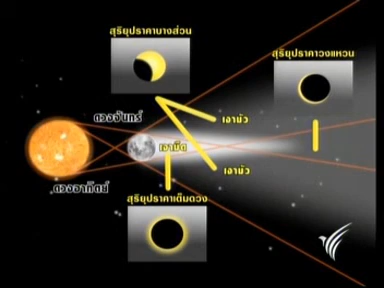 สุริยุปราคาบางส่วน
สุริยุปราคาวงแหวน
ดวงจันทร์
เงามัว
เงามืด
เงามัว
ดวงอาทิตย์
สุริยุปราคาเต็มดวง